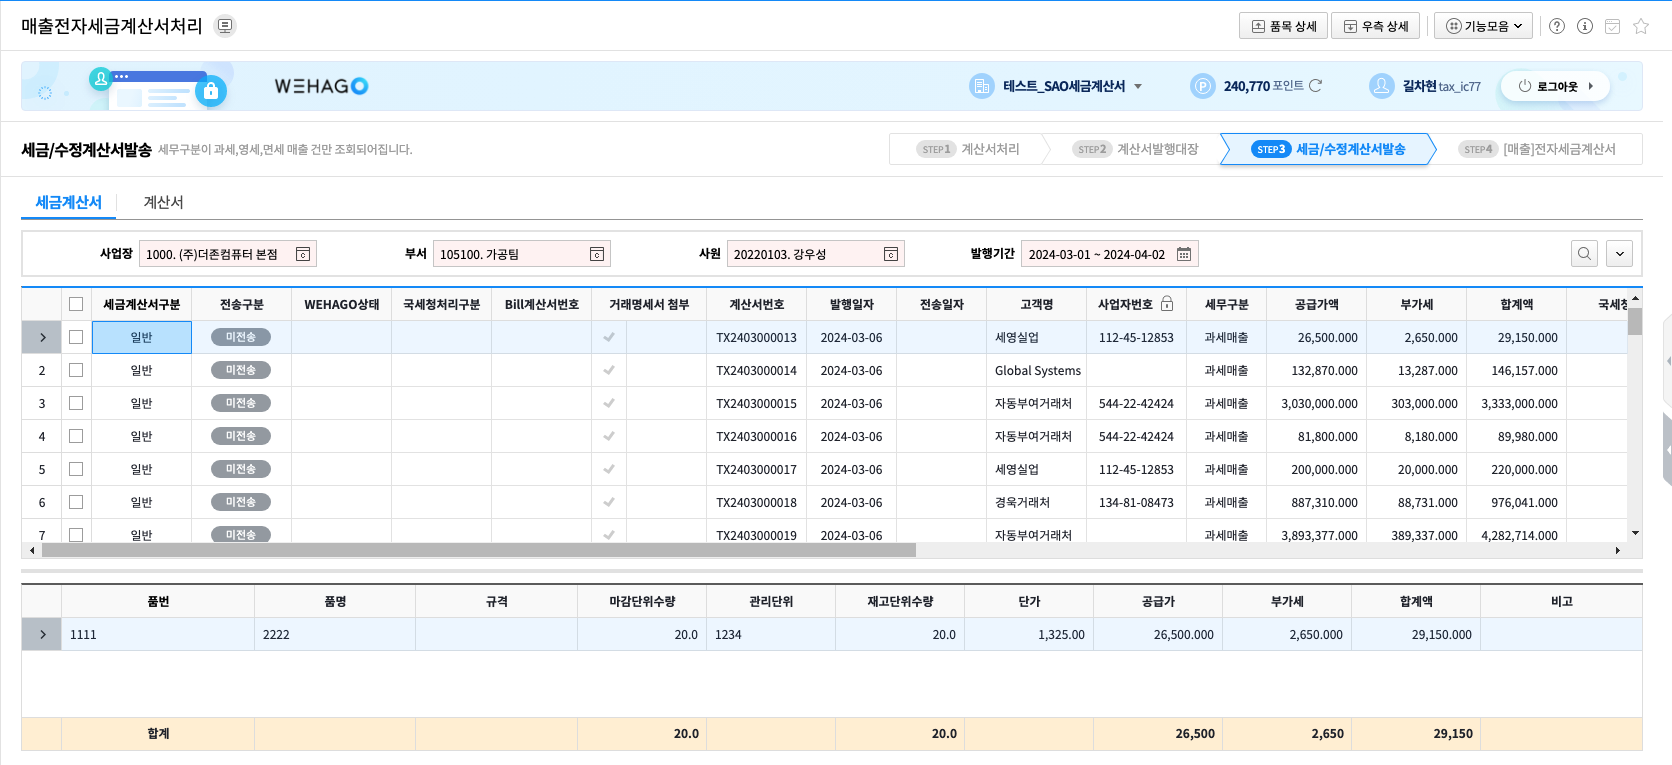 매출전자세금계산서처리
품목 상세 우측 상세 기능모음
WEHAGO 테스트_SAO세금계산서 240,770 포인트 길차현 tax_ic77 로그아웃
세금/수정계산서발송 세무구분이 과세,영세,면세 매출 건만 조회되어집니다.
STEP1 계산서처리 STEP2 계산서발행대장 STEP3 세금/수정계산서발송 STEP4 [매출]전자세금계산서
세금계산서 계산서
사업장 1000. (주)더존컴퓨터 본점 부서 105100. 가공팀 사원 20220103. 강우성 발행기간 2024-03-01 ~ 2024-04-02
세금계산서구분 전송구분 WEHAGO상태 국세청처리구분 Bill계산서번호 거래명세서 첨부 계산서번호 발행일자 전송일자 고객명 사업자번호 세무구분 공급가액 부가세 합계액
일반 미전송 TX2403000013 2024-03-06 세영실업 112-45-12853 과세매출 26,500.000 2,650.000 29,150.000
2 일반 미전송 TX2403000014 2024-03-06 Global Systems 과세매출 132,870.000 13,287.000 146,157.000
3 일반 미전송 TX2403000015 2024-03-06 자동부여거래처 544-22-42424 과세매출 3,030,000.000 303,000.000 3,333,000.000
4 일반 미전송 TX2403000016 2024-03-06 자동부여거래처 544-22-42424 과세매출 81,800.000 8,180.000 89,980.000
5 일반 미전송 TX2403000017 2024-03-06 세영실업 112-45-12853 과세매출 200,000.000 20,000.000 220,000.000
6 일반 미전송 TX2403000018 2024-03-06 경욱거래처 134-81-08473 과세매출 887,310.000 88,731.000 976,041.000
7 일반 미전송 TX2403000019 2024-03-06 자동부여거래처 과세매출 3,893,377.000 389,337.000 4,282,714.000
품번 품명 규격 마감단위수량 관리단위 재고단위수량 단가 공급가 부가세 합계액 비고
1111 2222 20.0 1234 20.0 1,325.00 26,500.000 2,650.000 29,150.000
합계 20.0 20.0 26,500 2,650 29,150